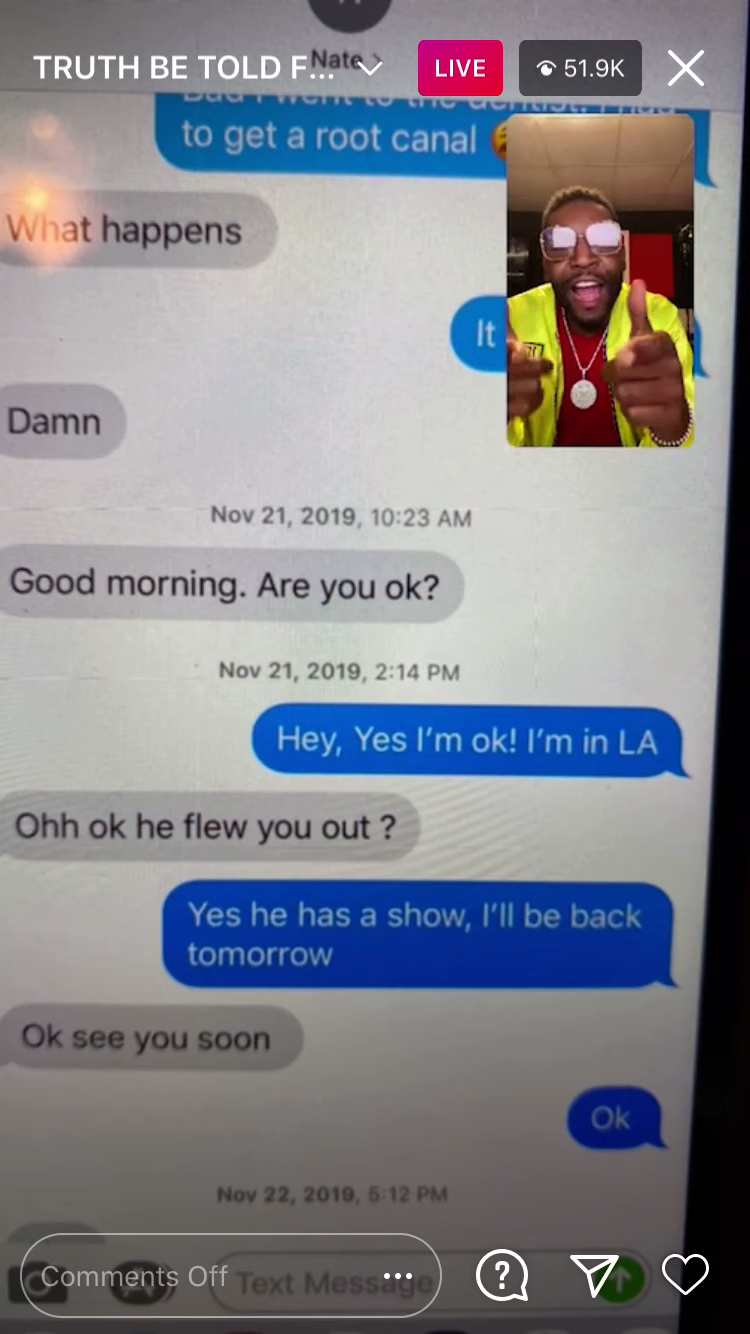 TRUTH BE TOLD F...
Nate >
LIVE
51.9K
to get a root canal
What happens
It
Damn
Nov 21, 2019, 10:23 AM
Good morning. Are you ok?
Nov 21, 2019, 2:14 PM
Hey, Yes I'm ok! I'm in LA
Ohh ok he flew you out ?
Yes he has a show, I'll be back
tomorrow
Ok see you soon
Ok
Nov 22, 2019, 5:12 PM
Comments Off
Text Message